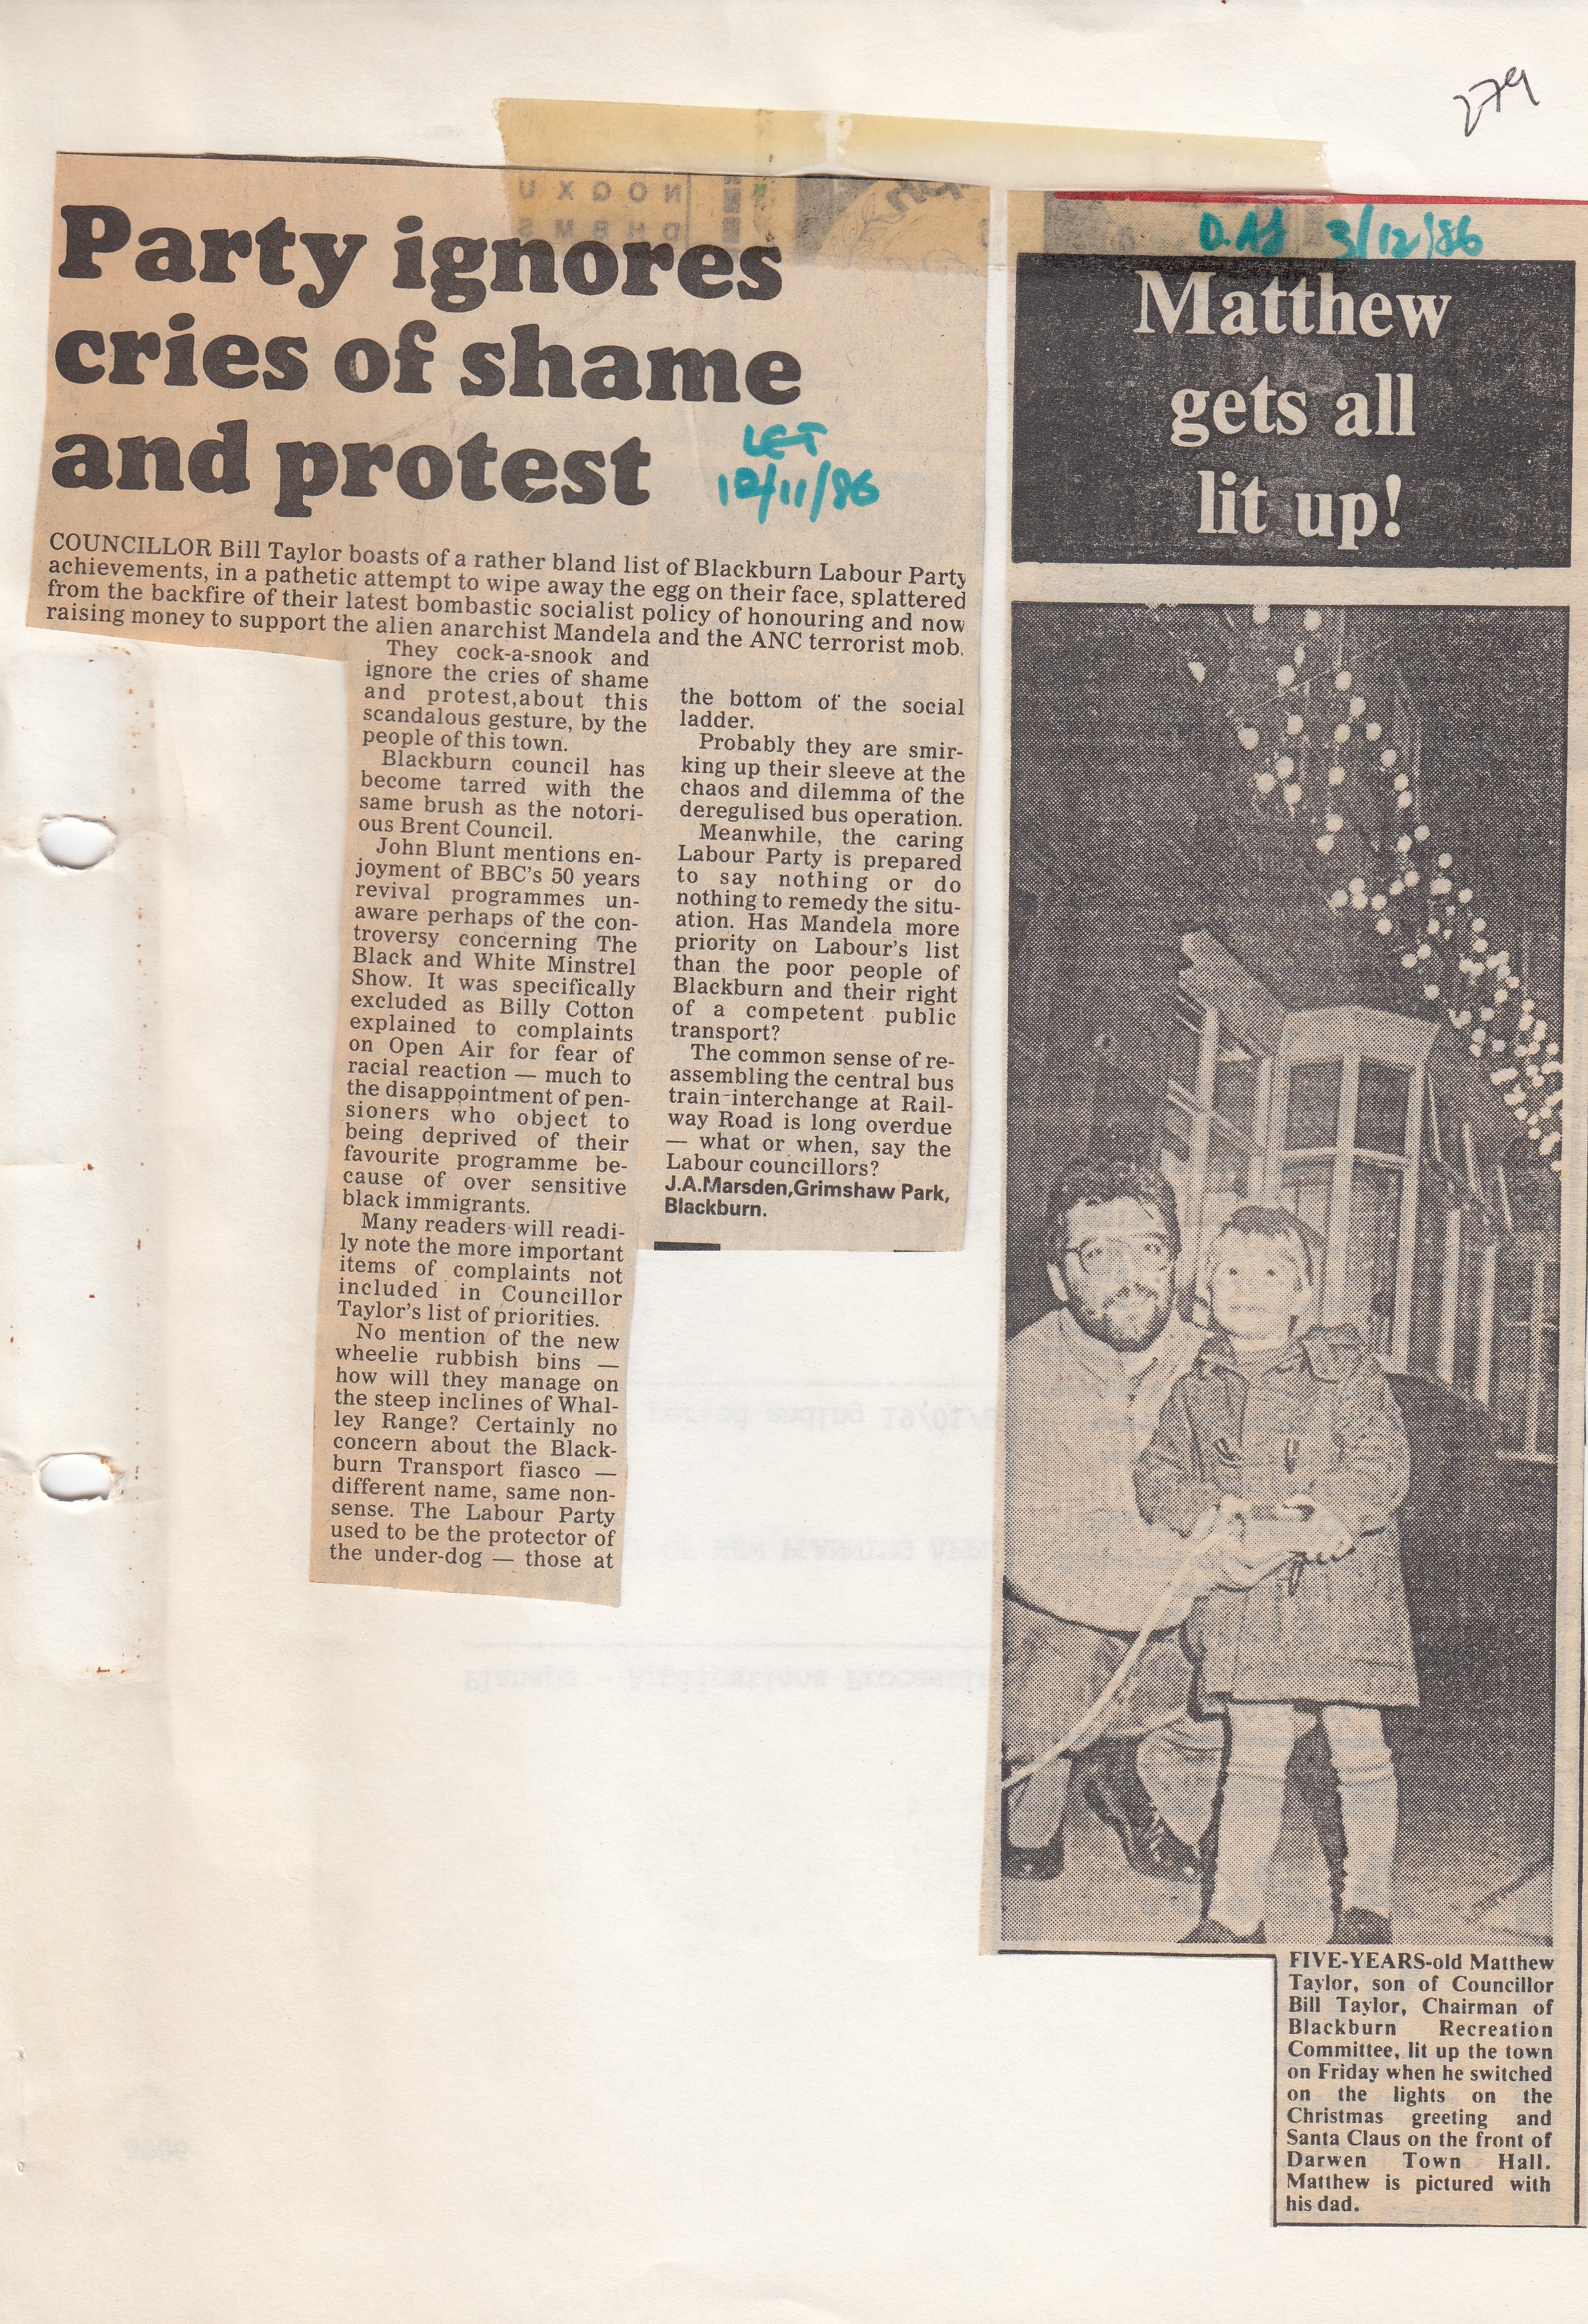 279
Party ignores
cries of shame
and protest
LET
12/11/86
COUNCILLOR Bill Taylor boasts of a rather bland list of Blackburn Labour Party
achievements, in a pathetic attempt to wipe away the egg on their face, splattered
from the backfire of their latest bombastic socialist policy of honouring and now
raising money to support the alien anarchist Mandela and the ANC terrorist mob.
They cock-a-snook and
ignore the cries of shame
and protest,about this
scandalous gesture, by the
people of this town.
Blackburn council has
become tarred with the
same brush as the notori-
ous Brent Council.
John Blunt mentions en-
joyment of BBC's 50 years
revival programmes un-
aware perhaps of the con-
troversy concerning The
Black and White Minstrel
Show. It was specifically
excluded as Billy Cotton
explained to complaints
on Open Air for fear of
racial reaction — much to
the disappointment of pen-
sioners who object to
being deprived of their
favourite programme be-
cause of over sensitive
black immigrants.
Many readers will readi-
ly note the more important
items of complaints not
included in Councillor
Taylor's list of priorities.
No mention of the new
wheelie rubbish bins —
how will they manage on
the steep inclines of Whal-
ley Range? Certainly no
concern about the Black-
burn Transport fiasco —
different name, same non-
sense. The Labour Party
used to be the protector of
the under-dog — those at
the bottom of the social
ladder.
Probably they are smir-
king up their sleeve at the
chaos and dilemma of the
deregulised bus operation.
Meanwhile, the caring
Labour Party is prepared
to say nothing or do
nothing to remedy the situ-
ation. Has Mandela more
priority on Labour's list
than the poor people of
Blackburn and their right
of a competent public
transport?
The common sense of re-
assembling the central bus
train-interchange at Rail-
way Road is long overdue
— what or when, say the
Labour councillors?
J.A.Marsden,Grimshaw Park,
Blackburn.
3/12/86
Matthew
gets all
lit up!
FIVE-YEARS-old Matthew
Taylor, son of Councillor
Bill Taylor, Chairman of
Blackburn Recreation
Committee, lit up the town
on Friday when he switched
on the lights on the
Christmas greeting and
Santa Claus on the front of
Darwen Town Hall.
Matthew is pictured with
his dad.